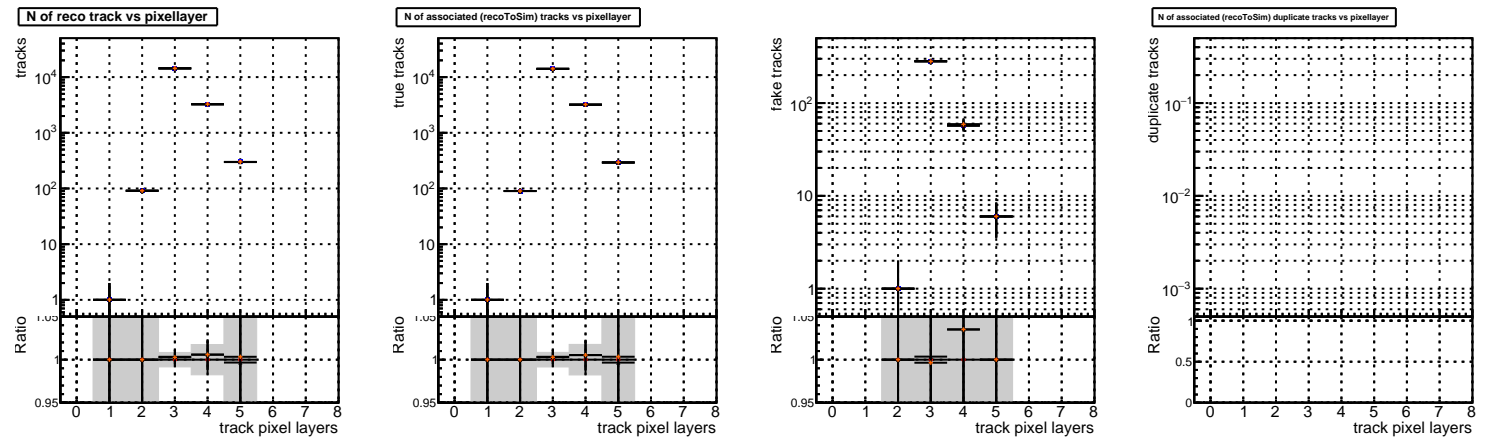 N of reco track vs pixellayer
tracks
10^4
10^3
10^2
10
1
1.05
Ratio
1
0.95
0 1 2 3 4 5 6 7 8
track pixel layers
N of associated (recoToSim) tracks vs pixellayer
true tracks
10^4
10^3
10^2
10
1
1.05
Ratio
1
0.95
0 1 2 3 4 5 6 7 8
track pixel layers
fake tracks
10^2
10
1
1.05
Ratio
1
0.95
0 1 2 3 4 5 6 7 8
track pixel layers
N of associated (recoToSim) duplicate tracks vs pixellayer
duplicate tracks
10^−1
10^−2
10^−3
Ratio
1
0.5
0
0 1 2 3 4 5 6 7 8
track pixel layers